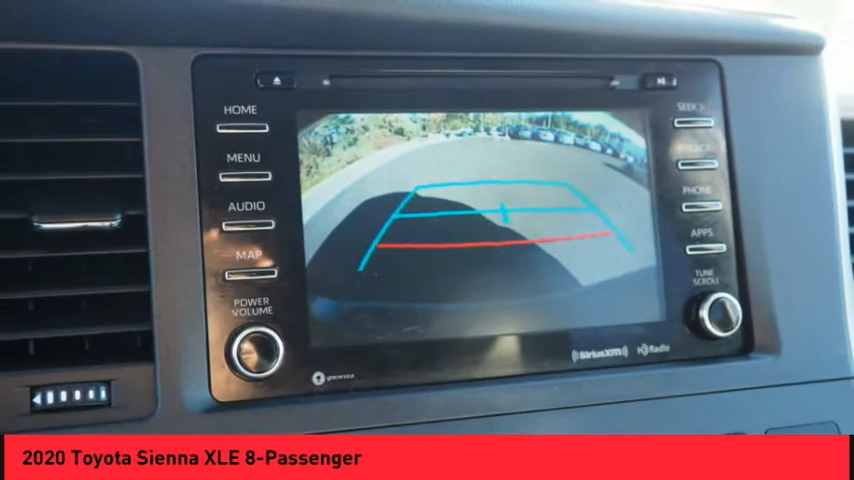 HOME
MENU
AUDIO
MAP
POWER
VOLUME
SEEK >
PHONE
APPS
TUNE
SCROLL
SiriusXM
HD Radio
gracenote
2020 Toyota Sienna XLE 8-Passenger